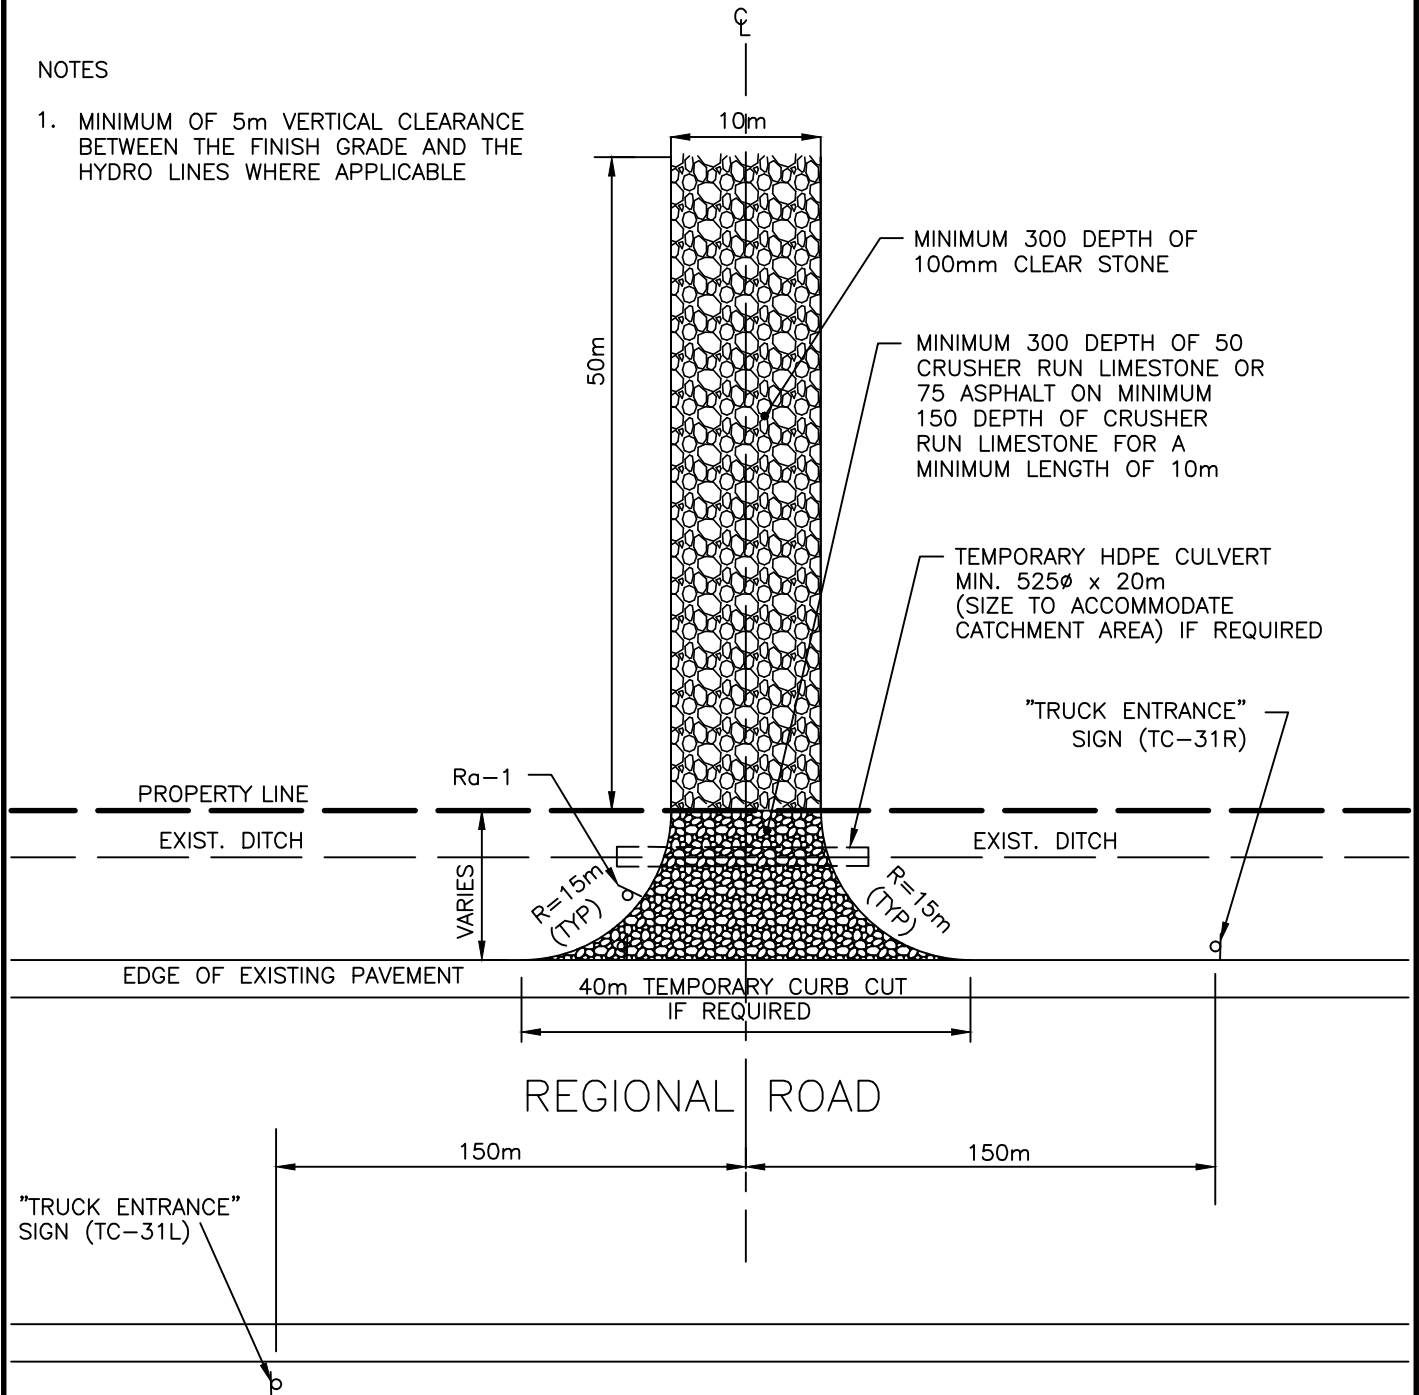 ℄
NOTES
1. MINIMUM OF 5m VERTICAL CLEARANCE
BETWEEN THE FINISH GRADE AND THE
HYDRO LINES WHERE APPLICABLE
10m
50m
MINIMUM 300 DEPTH OF
100mm CLEAR STONE
MINIMUM 300 DEPTH OF 50
CRUSHER RUN LIMESTONE OR
75 ASPHALT ON MINIMUM
150 DEPTH OF CRUSHER
RUN LIMESTONE FOR A
MINIMUM LENGTH OF 10m
TEMPORARY HDPE CULVERT
MIN. 525ø x 20m
(SIZE TO ACCOMMODATE
CATCHMENT AREA) IF REQUIRED
"TRUCK ENTRANCE"
SIGN (TC-31R)
Ra-1
PROPERTY LINE
EXIST. DITCH
EXIST. DITCH
VARIES
R=15m
(TYP)
R=15m
(TYP)
EDGE OF EXISTING PAVEMENT
40m TEMPORARY CURB CUT
IF REQUIRED
REGIONAL ROAD
150m
150m
"TRUCK ENTRANCE"
SIGN (TC-31L)